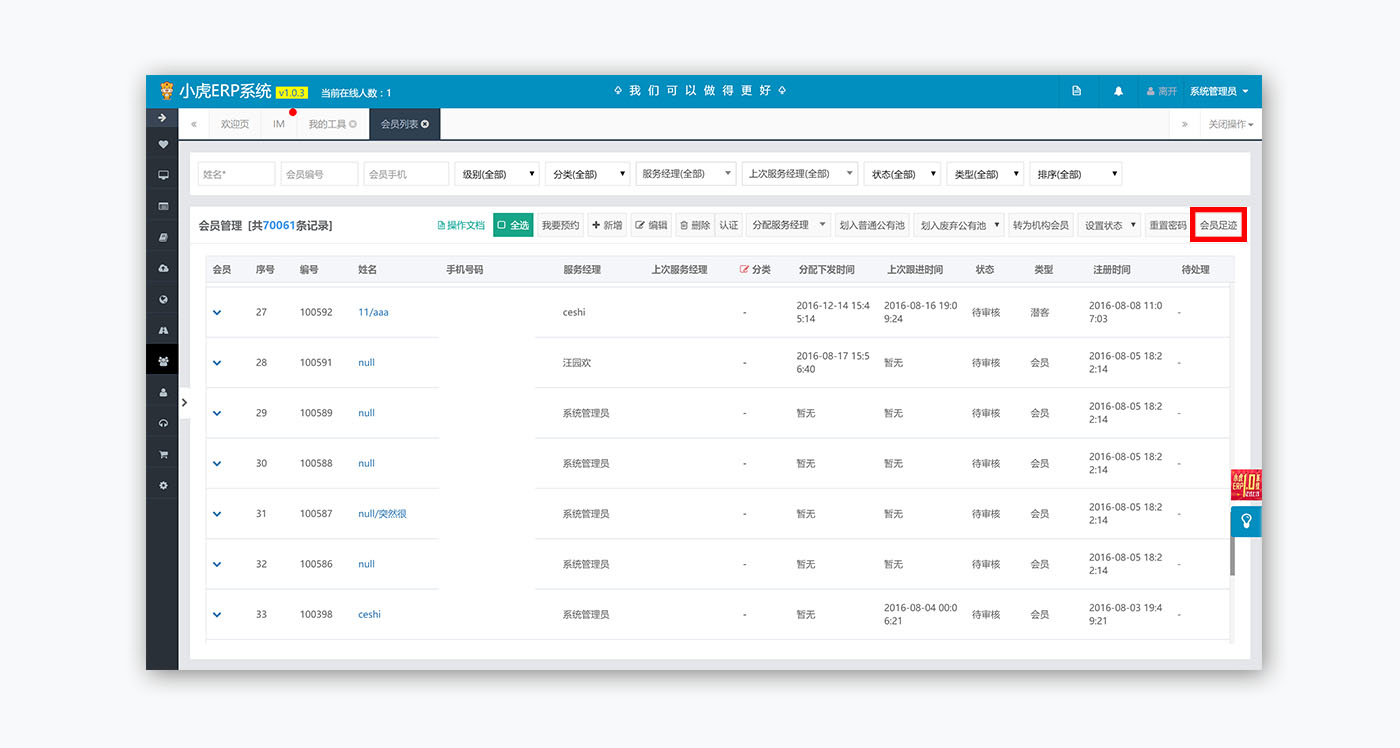 小虎ERP系统 v1.0.3 当前在线人数：1 我们可以做得更好 离开 系统管理员
欢迎页 IM 我的工具 会员列表 关闭操作
姓名* 会员编号 会员手机 级别(全部) 分类(全部) 服务经理(全部) 上次服务经理(全部) 状态(全部) 类型(全部) 排序(全部)
会员管理 [共70061条记录] 操作文档 全选 我要预约 新增 编辑 删除 认证 分配服务经理 划入普通公有池 划入废弃公有池 转为机构会员 设置状态 重置密码 会员足迹
会员 序号 编号 姓名 手机号码 服务经理 上次服务经理 分类 分配下发时间 上次跟进时间 状态 类型 注册时间 待处理
27 100592 11/aaa ceshi - 2016-12-14 15:45:14 2016-08-16 19:09:24 待审核 潜客 2016-08-08 11:07:03 -
28 100591 null 汪园欢 - 2016-08-17 15:56:40 暂无 待审核 会员 2016-08-05 18:22:14 -
29 100589 null 系统管理员 - 暂无 暂无 待审核 会员 2016-08-05 18:22:14 -
30 100588 null 系统管理员 - 暂无 暂无 待审核 会员 2016-08-05 18:22:14 -
31 100587 null/突然很 系统管理员 - 暂无 暂无 待审核 会员 2016-08-05 18:22:14 -
32 100586 null 系统管理员 - 暂无 暂无 待审核 会员 2016-08-05 18:22:14 -
33 100398 ceshi 系统管理员 - 暂无 2016-08-04 00:06:21 待审核 会员 2016-08-03 19:49:21 -
小虎
ERP 1.0